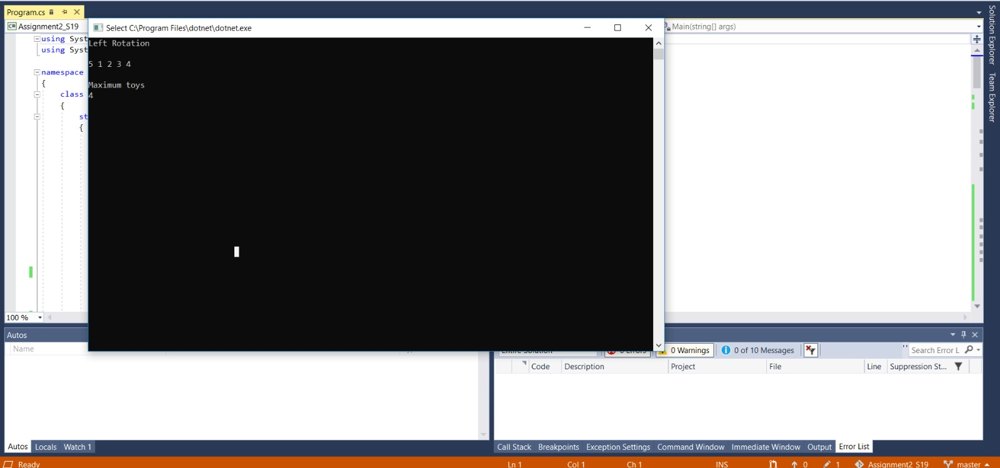 Program.cs
Assignment2_S19
Select C:\Program Files\dotnet\dotnet.exe
Main(string[] args)
using Syst
using Syst
namespace
{
class
{
st
{
Left Rotation
5 1 2 3 4
Maximum toys
4
Solution Explorer
Team Explorer
100 %
Autos
Name
Entire Solution
0 Errors
0 Warnings
0 of 10 Messages
Search Error L
Code Description Project File Line Suppression St...
Autos Locals Watch 1
Call Stack Breakpoints Exception Settings Command Window Immediate Window Output Error List
Ready Ln 1 Col 1 Ch 1 INS 0 1 Assignment2_S19 master